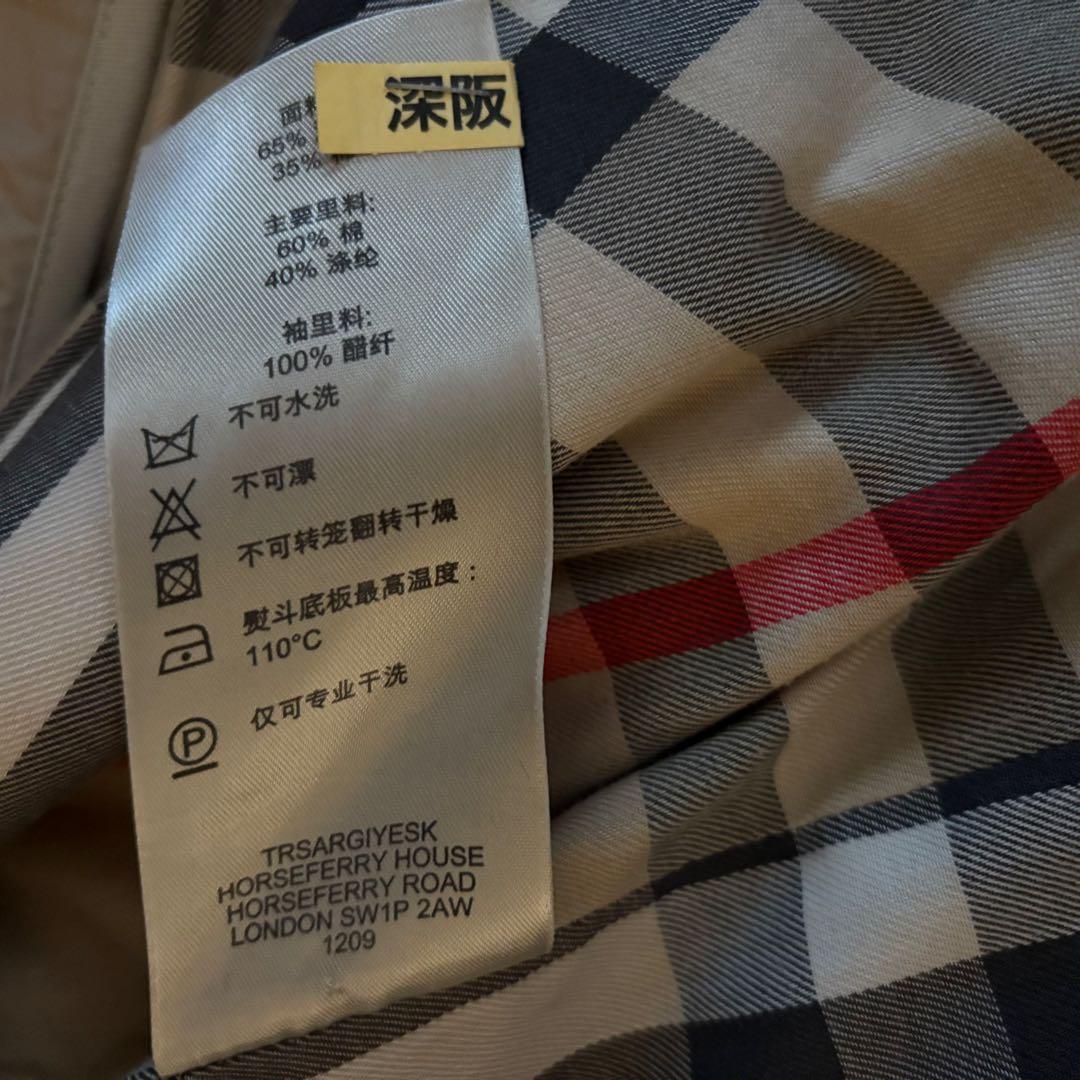 深阪
面料
65%
35%
主要里料:
60% 棉
40% 涤纶
袖里料:
100% 醋纤
不可水洗
不可漂
不可转笼翻转干燥
熨斗底板最高温度:
110°C
仅可专业干洗
P
TRSARGIYESK
HORSEFERRY HOUSE
HORSEFERRY ROAD
LONDON SW1P 2AW
1209